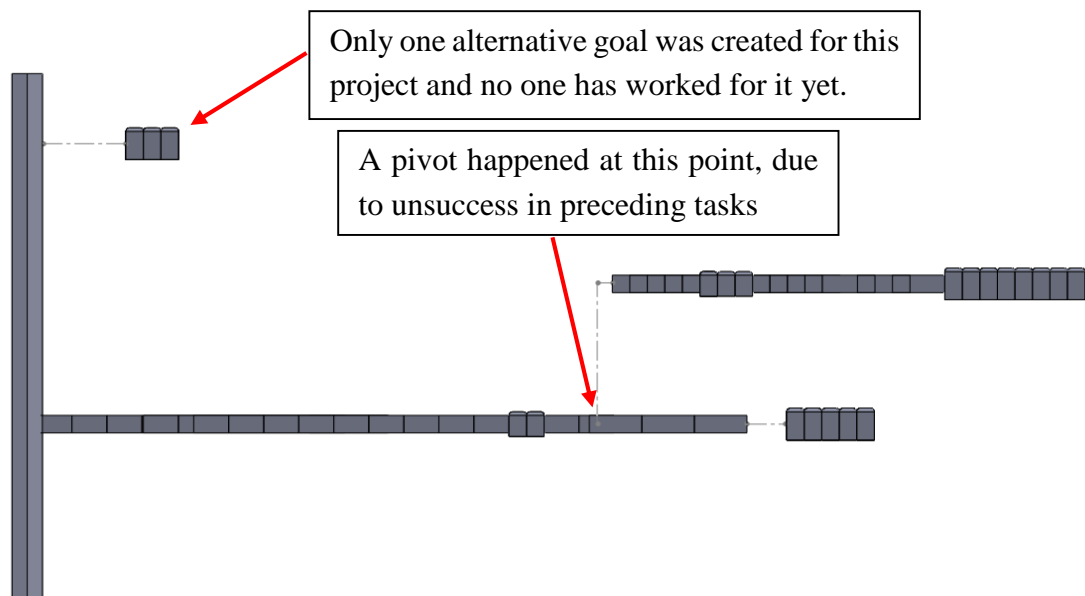 Only one alternative goal was created for this
project and no one has worked for it yet.
A pivot happened at this point, due
to unsuccess in preceding tasks